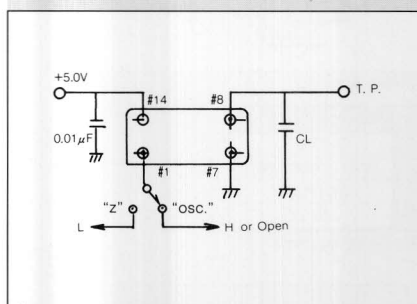 +5.0V
#14
#8
T. P.
0.01μF
CL
#1
#7
"Z"
"OSC."
L
H or Open